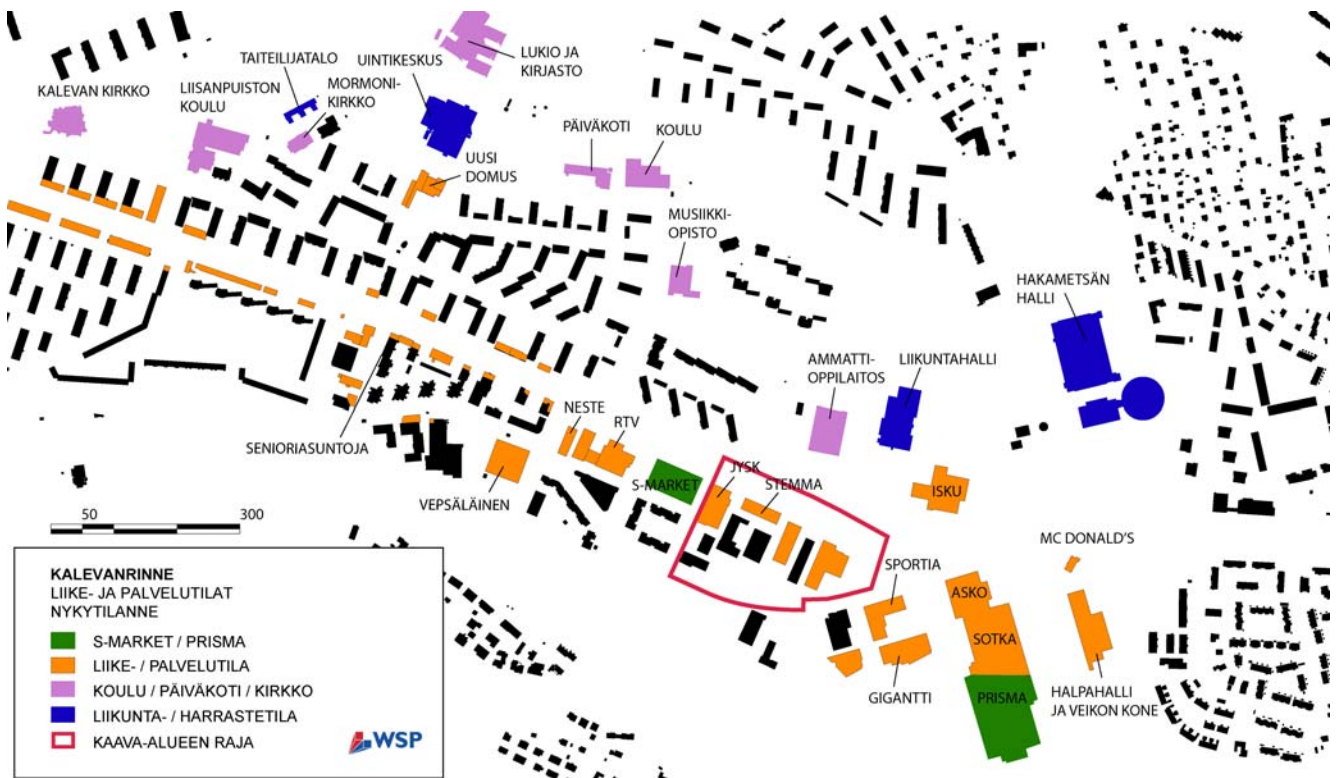 LUKIO JA
KIRJASTO
TAITEILIJATALO
UINTIKESKUS
MORMONI-
KIRKKO
KALEVAN KIRKKO
LIISANPUISTON
KOULU
PÄIVÄKOTI
KOULU
UUSI
DOMUS
MUSIIKKI-
OPISTO
HAKAMETSÄN
HALLI
AMMATTI-
OPPILAITOS
LIIKUNTAHALLI
NESTE
RTV
SENIORIASUNTOJA
VEPSÄLÄINEN
S-MARKET
JYSK
STEMMA
ISKU
MC DONALD'S
SPORTIA
ASKO
SOTKA
GIGANTTI
PRISMA
HALPAHALLI
JA VEIKON KONE
50
300
KALEVANRINNE
LIIKE- JA PALVELUTILAT
NYKYTILANNE
S-MARKET / PRISMA
LIIKE- / PALVELUTILA
KOULU / PÄIVÄKOTI / KIRKKO
LIIKUNTA- / HARRASTETILA
KAAVA-ALUEEN RAJA
WSP